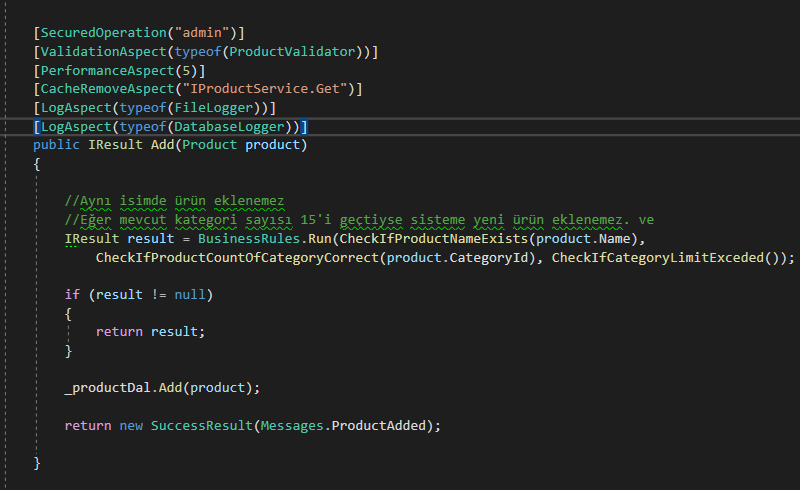 [SecuredOperation("admin")]
[ValidationAspect(typeof(ProductValidator))]
[PerformanceAspect(5)]
[CacheRemoveAspect("IProductService.Get")]
[LogAspect(typeof(FileLogger))]
[LogAspect(typeof(DatabaseLogger))]
public IResult Add(Product product)
{
//Aynı isimde ürün eklenemez
//Eğer mevcut kategori sayısı 15'i geçtiyse sisteme yeni ürün eklenemez. ve
IResult result = BusinessRules.Run(CheckIfProductNameExists(product.Name),
CheckIfProductCountOfCategoryCorrect(product.CategoryId), CheckIfCategoryLimitExceded());
if (result != null)
{
return result;
}
_productDal.Add(product);
return new SuccessResult(Messages.ProductAdded);
}